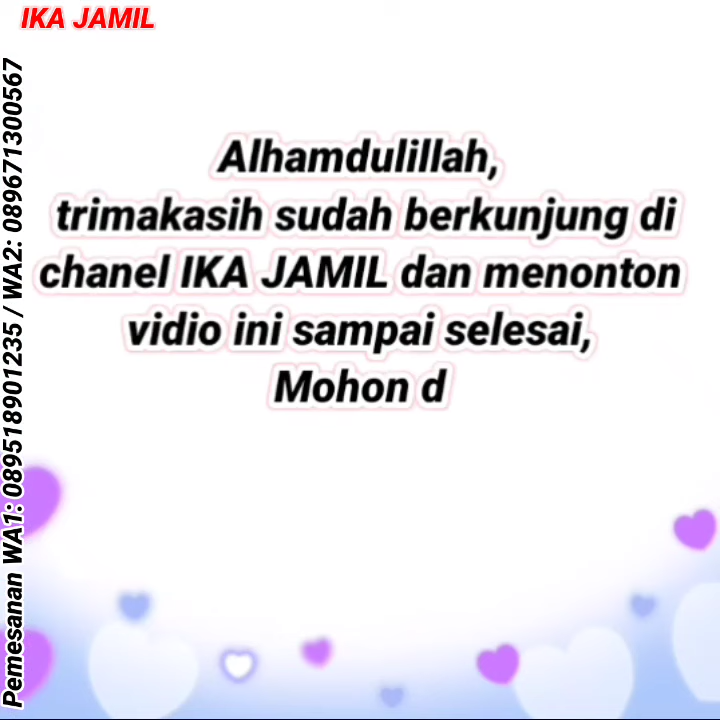 IKA JAMIL
Pemesanan WA1: 089518901235 / WA2: 089671300567
Alhamdulillah,
trimakasih sudah berkunjung di
chanel IKA JAMIL dan menonton
vidio ini sampai selesai,
Mohon d